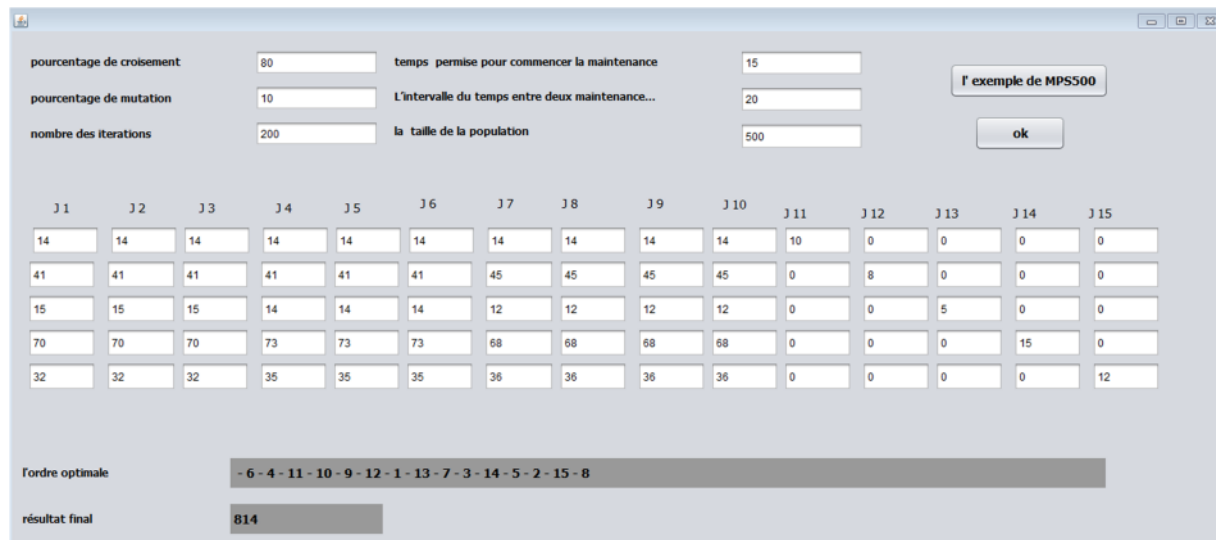 pourcentage de croisement 80 temps permise pour commencer la maintenance 15
l' exemple de MPS500
pourcentage de mutation 10 L'intervalle du temps entre deux maintenance... 20
nombre des iterations 200 la taille de la population 500
ok
J 1 J 2 J 3 J 4 J 5 J 6 J 7 J 8 J 9 J 10 J 11 J 12 J 13 J 14 J 15
14 14 14 14 14 14 14 14 14 14 10 0 0 0 0
41 41 41 41 41 41 45 45 45 45 0 8 0 0 0
15 15 15 14 14 14 12 12 12 12 0 0 5 0 0
70 70 70 73 73 73 68 68 68 68 0 0 0 15 0
32 32 32 35 35 35 36 36 36 36 0 0 0 0 12
l'ordre optimale - 6 - 4 - 11 - 10 - 9 - 12 - 1 - 13 - 7 - 3 - 14 - 5 - 2 - 15 - 8
résultat final 814